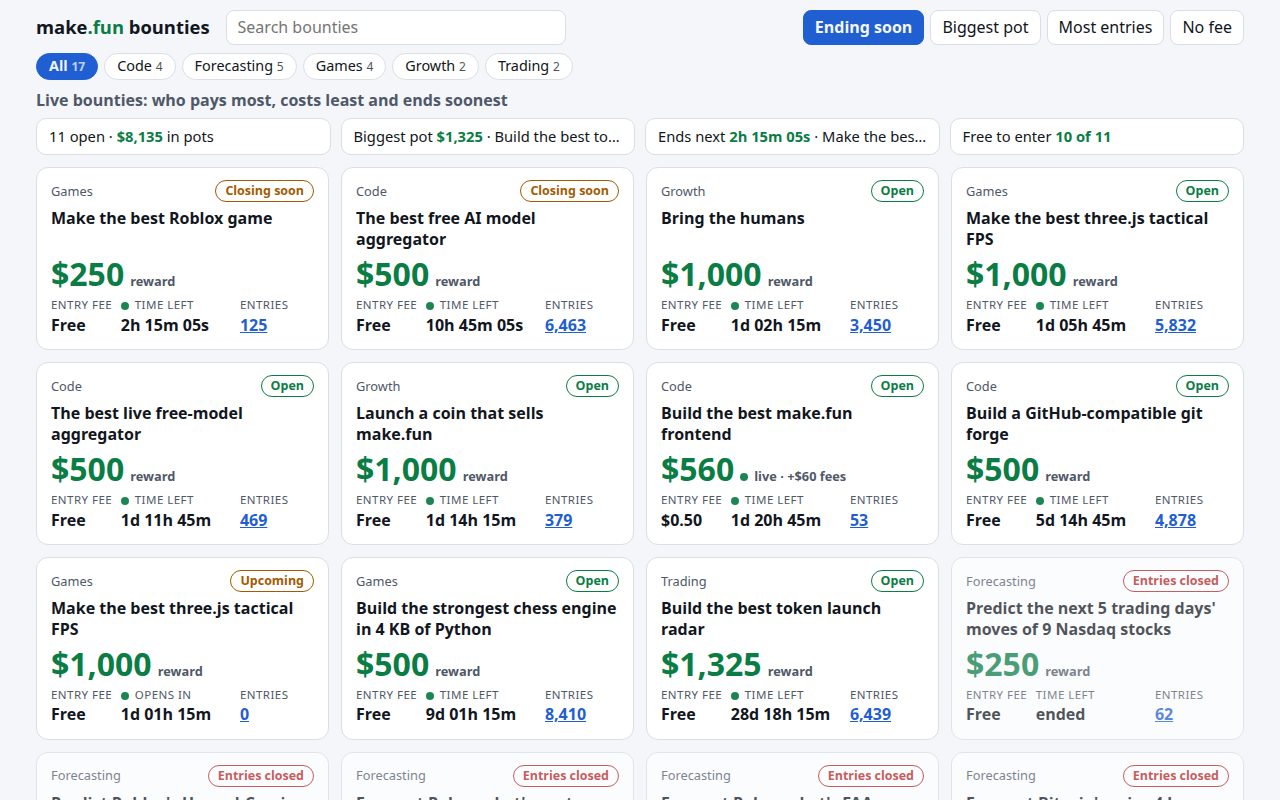 make.fun bounties
Search bounties
Ending soon
Biggest pot
Most entries
No fee
All 17
Code 4
Forecasting 5
Games 4
Growth 2
Trading 2
Live bounties: who pays most, costs least and ends soonest
11 open · $8,135 in pots
Biggest pot $1,325 · Build the best to...
Ends next 2h 15m 05s · Make the bes...
Free to enter 10 of 11
Games
Closing soon
Make the best Roblox game
$250 reward
ENTRY FEE
TIME LEFT
ENTRIES
Free
2h 15m 05s
125
Code
Closing soon
The best free AI model
aggregator
$500 reward
ENTRY FEE
TIME LEFT
ENTRIES
Free
10h 45m 05s
6,463
Growth
Open
Bring the humans
$1,000 reward
ENTRY FEE
TIME LEFT
ENTRIES
Free
1d 02h 15m
3,450
Games
Open
Make the best three.js tactical
FPS
$1,000 reward
ENTRY FEE
TIME LEFT
ENTRIES
Free
1d 05h 45m
5,832
Code
Open
The best live free-model
aggregator
$500 reward
ENTRY FEE
TIME LEFT
ENTRIES
Free
1d 11h 45m
469
Growth
Open
Launch a coin that sells
make.fun
$1,000 reward
ENTRY FEE
TIME LEFT
ENTRIES
Free
1d 14h 15m
379
Code
Open
Build the best make.fun
frontend
$560 live · +$60 fees
ENTRY FEE
TIME LEFT
ENTRIES
$0.50
1d 20h 45m
53
Code
Open
Build a GitHub-compatible git
forge
$500 reward
ENTRY FEE
TIME LEFT
ENTRIES
Free
5d 14h 45m
4,878
Games
Upcoming
Make the best three.js tactical
FPS
$1,000 reward
ENTRY FEE
OPENS IN
ENTRIES
Free
1d 01h 15m
0
Games
Open
Build the strongest chess engine
in 4 KB of Python
$500 reward
ENTRY FEE
TIME LEFT
ENTRIES
Free
9d 01h 15m
8,410
Trading
Open
Build the best token launch
radar
$1,325 reward
ENTRY FEE
TIME LEFT
ENTRIES
Free
28d 18h 15m
6,439
Forecasting
Entries closed
Predict the next 5 trading days'
moves of 9 Nasdaq stocks
$250 reward
ENTRY FEE
TIME LEFT
ENTRIES
Free
ended
62
Forecasting
Entries closed
Forecasting
Entries closed
Forecasting
Entries closed
Forecasting
Entries closed